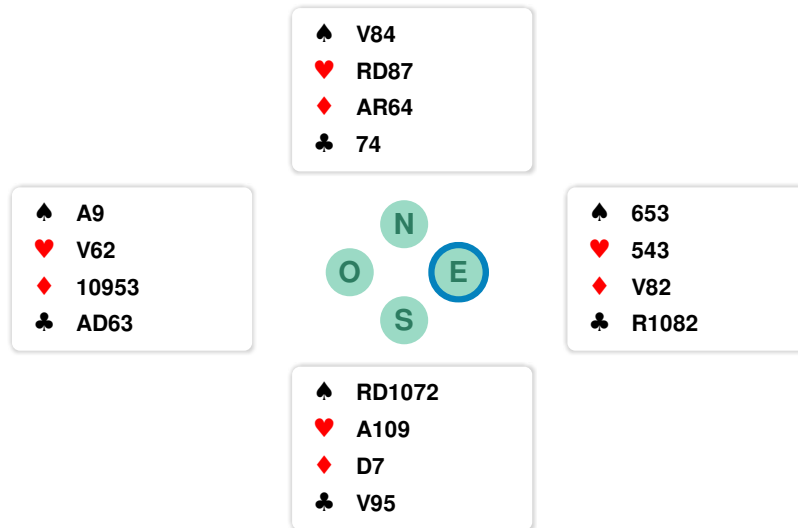 ♠ V84
♥ RD87
♦ AR64
♣ 74
♠ A9
♥ V62
♦ 10953
♣ AD63
N
O E
S
♠ 653
♥ 543
♦ V82
♣ R1082
♠ RD1072
♥ A109
♦ D7
♣ V95